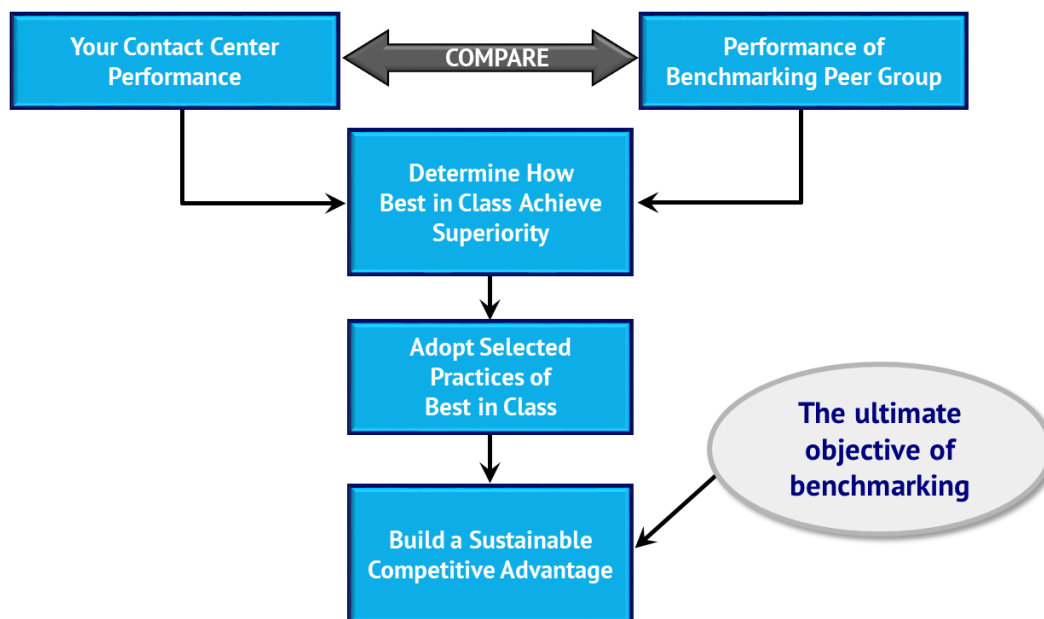 Your Contact Center
Performance
COMPARE
Performance of
Benchmarking Peer Group
Determine How
Best in Class Achieve
Superiority
Adopt Selected
Practices of
Best in Class
The ultimate
objective of
benchmarking
Build a Sustainable
Competitive Advantage